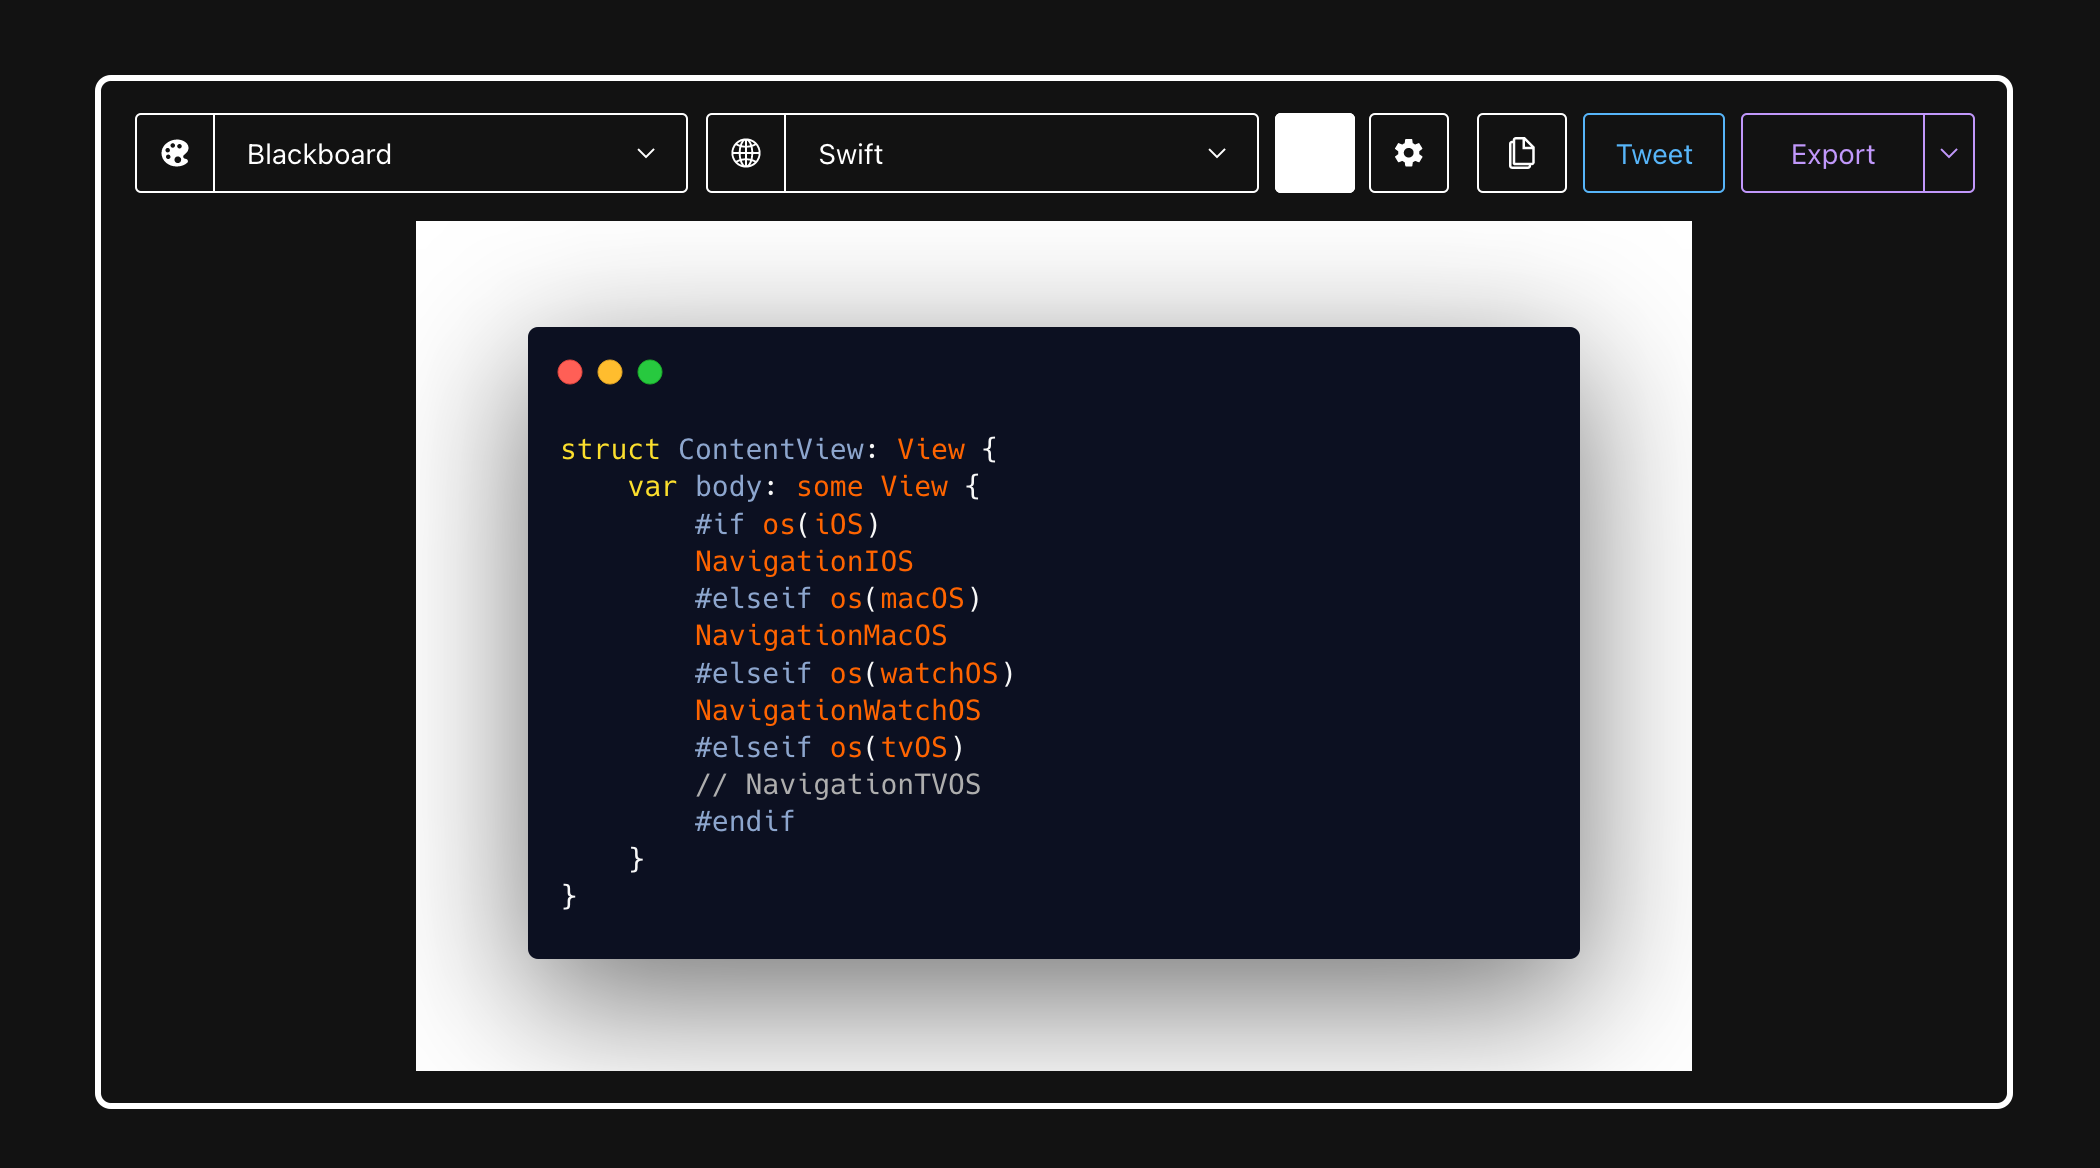 Blackboard
Swift
Tweet
Export
struct ContentView: View {
    var body: some View {
        #if os(iOS)
        NavigationIOS
        #elseif os(macOS)
        NavigationMacOS
        #elseif os(watchOS)
        NavigationWatchOS
        #elseif os(tvOS)
        // NavigationTVOS
        #endif
    }
}